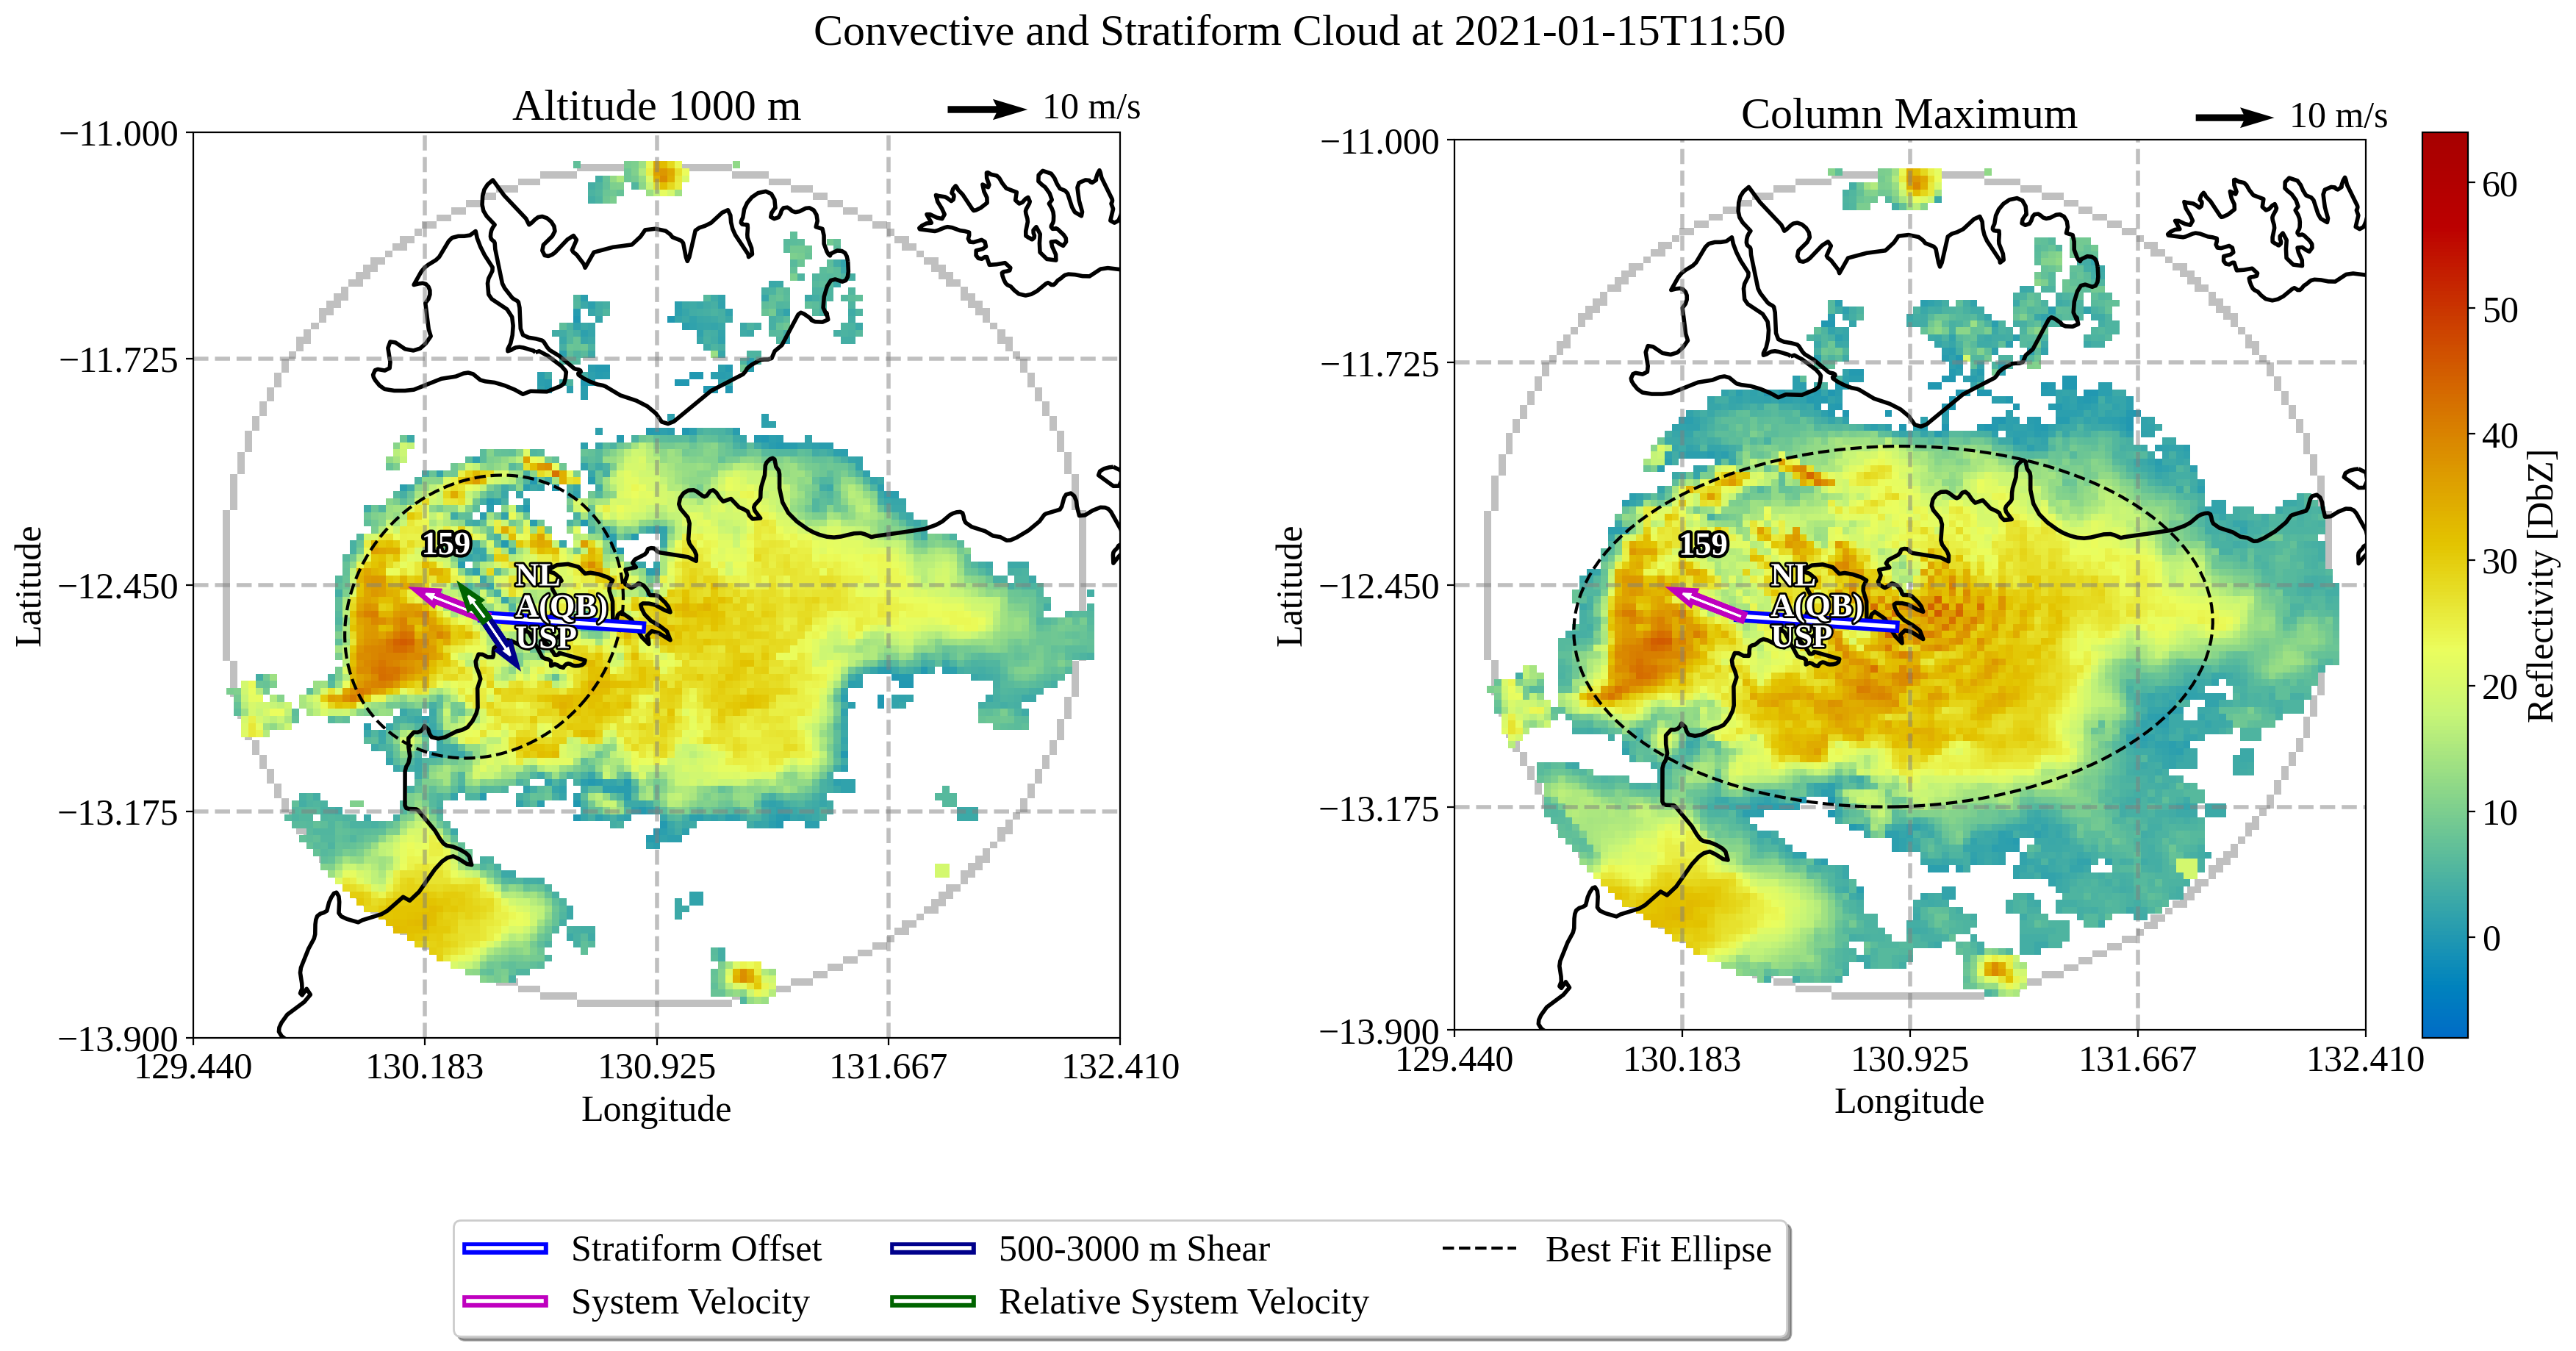 Convective and Stratiform Cloud at 2021-01-15T11:50
Altitude 1000 m
10 m/s
−11.000
−11.725
−12.450
−13.175
−13.900
Latitude
129.440
130.183
130.925
131.667
132.410
Longitude
159
NL
A(QB)
USP
Column Maximum
10 m/s
−11.000
−11.725
−12.450
−13.175
−13.900
Latitude
129.440
130.183
130.925
131.667
132.410
Longitude
159
NL
A(QB)
USP
60
50
40
30
20
10
0
Reflectivity [DbZ]
Stratiform Offset
System Velocity
500-3000 m Shear
Relative System Velocity
Best Fit Ellipse